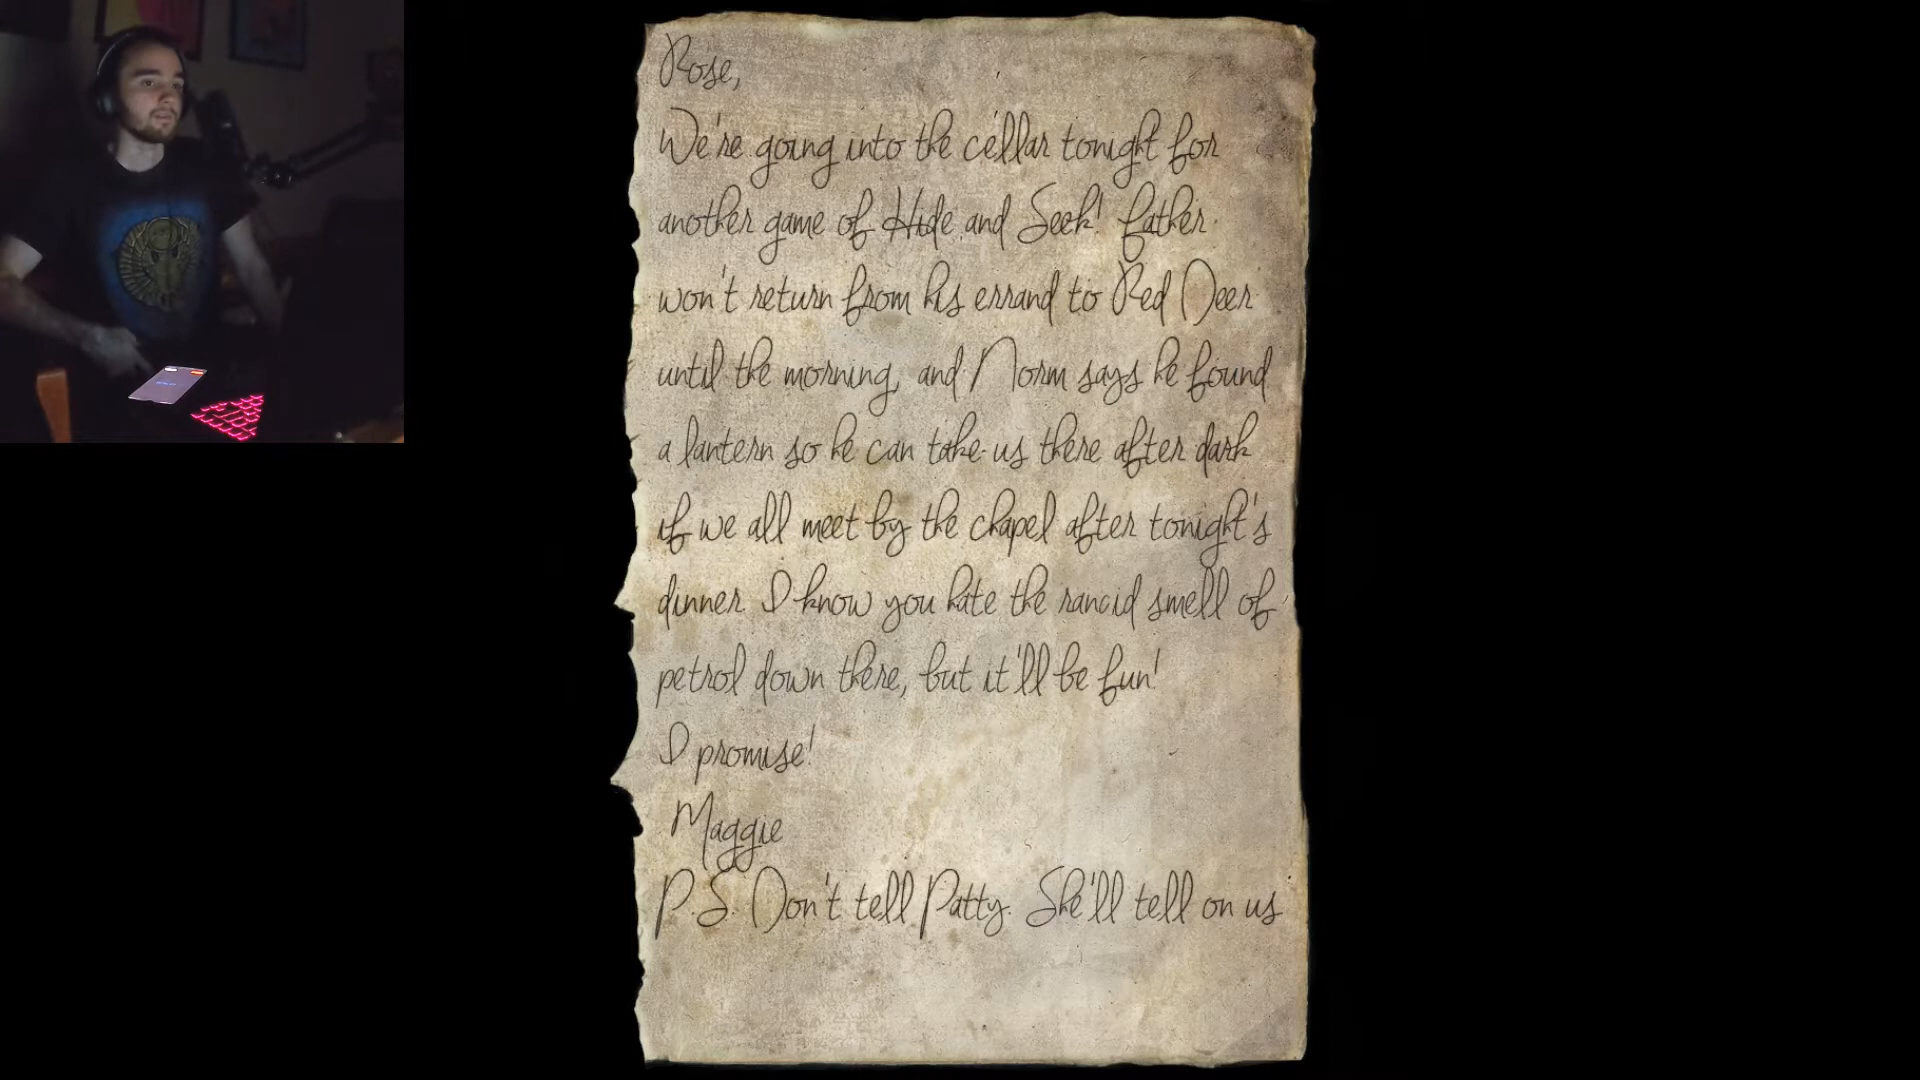 Rose,
We're going into the cellar tonight for
another game of Hide and Seek! Father
won't return from his errand to Red Deer
until the morning, and Norm says he found
a lantern so he can take us there after dark
if we all meet by the chapel after tonight's
dinner. I know you hate the rancid smell of
petrol down there, but it'll be fun!
I promise!
Maggie
P.S. Don't tell Patty. She'll tell on us